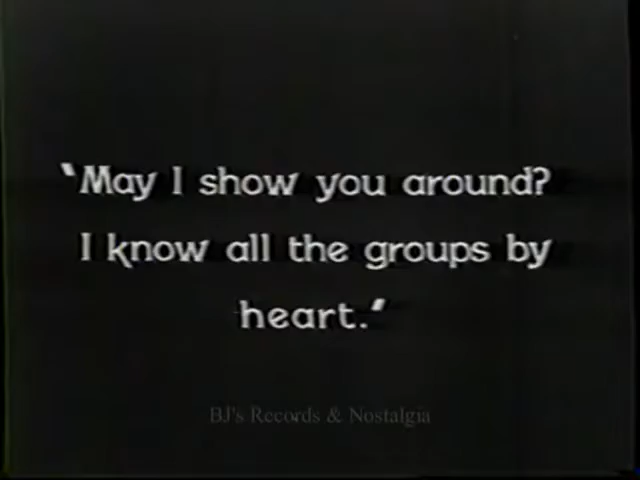 "May I show you around?
I know all the groups by
heart."
BJ's Records & Nostalgia